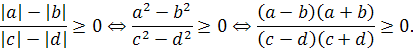 (|a| − |b|)/(|c| − |d|) ≥ 0 ⇔ (a² − b²)/(c² − d²) ≥ 0 ⇔ ((a − b)(a + b))/((c − d)(c + d)) ≥ 0.